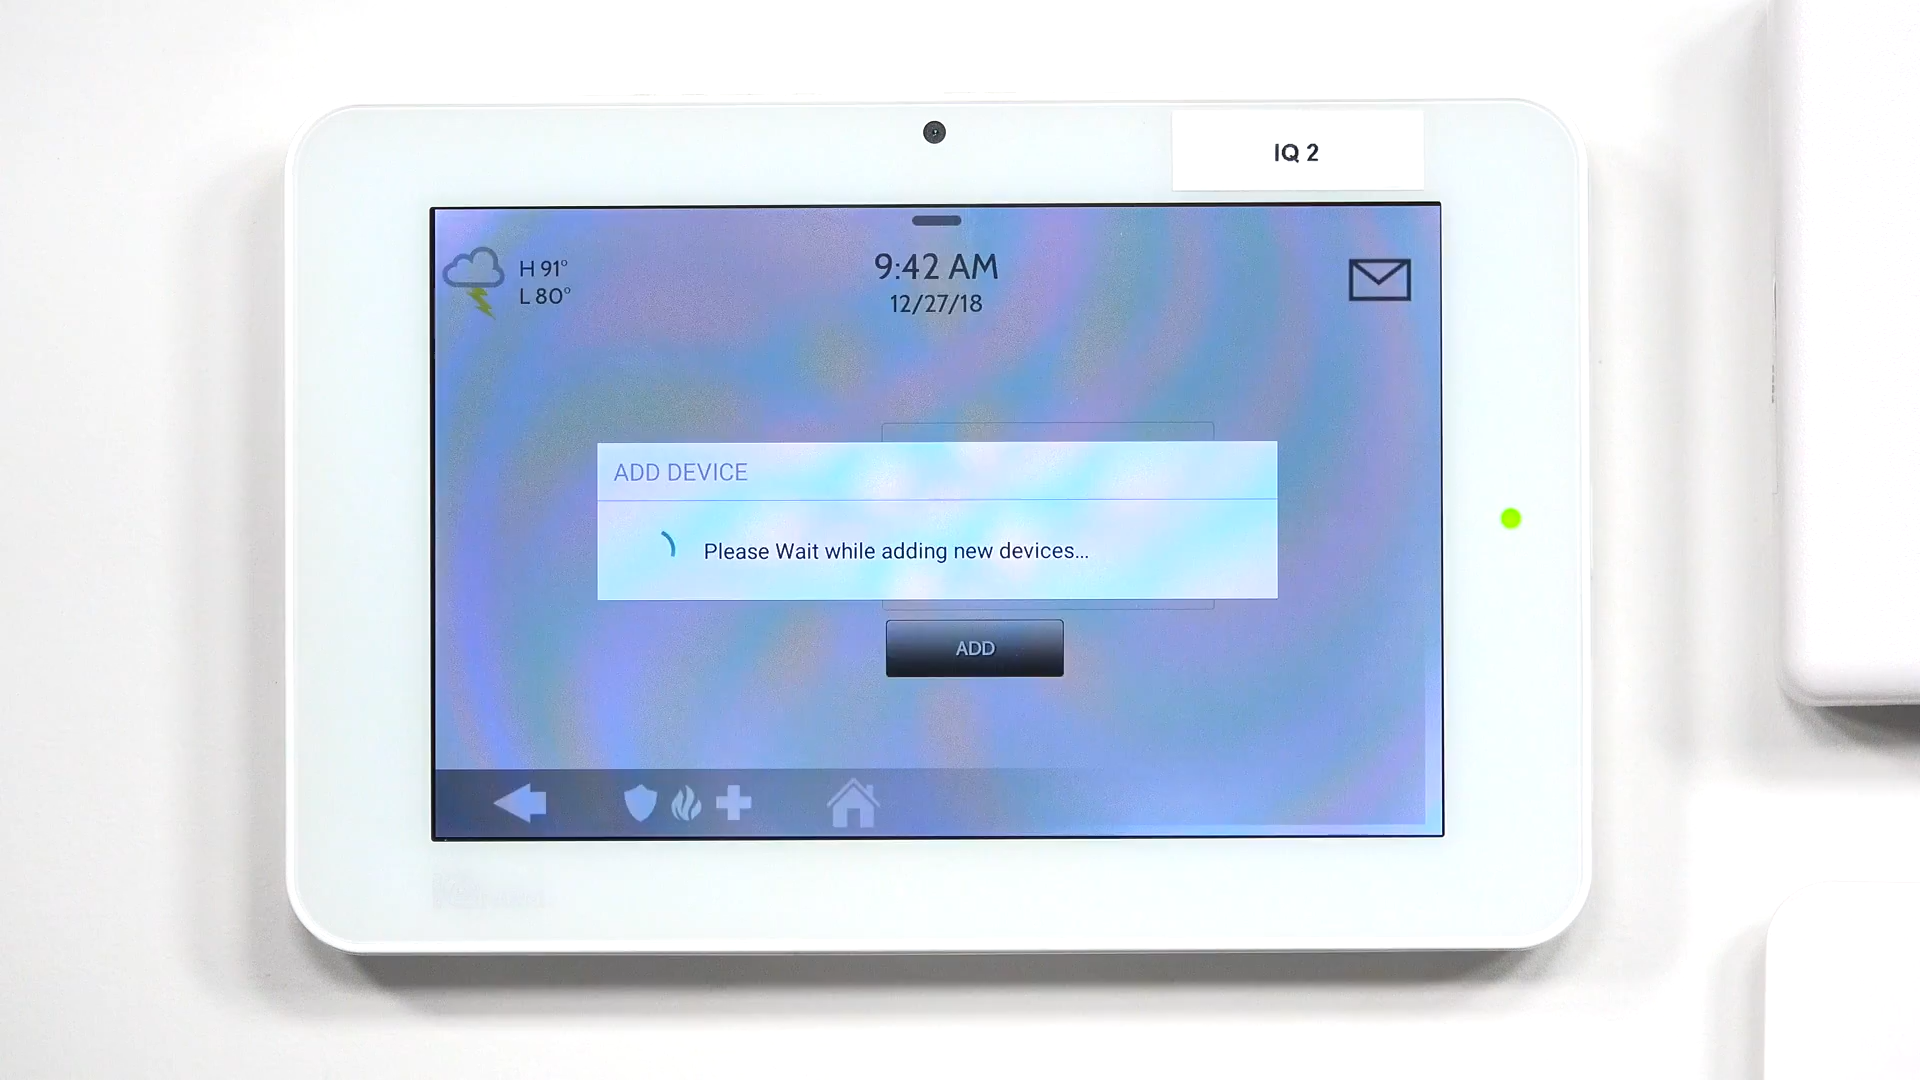 IQ 2
H 91°
L 80°
9:42 AM
12/27/18
ADD DEVICE
Please Wait while adding new devices...
ADD